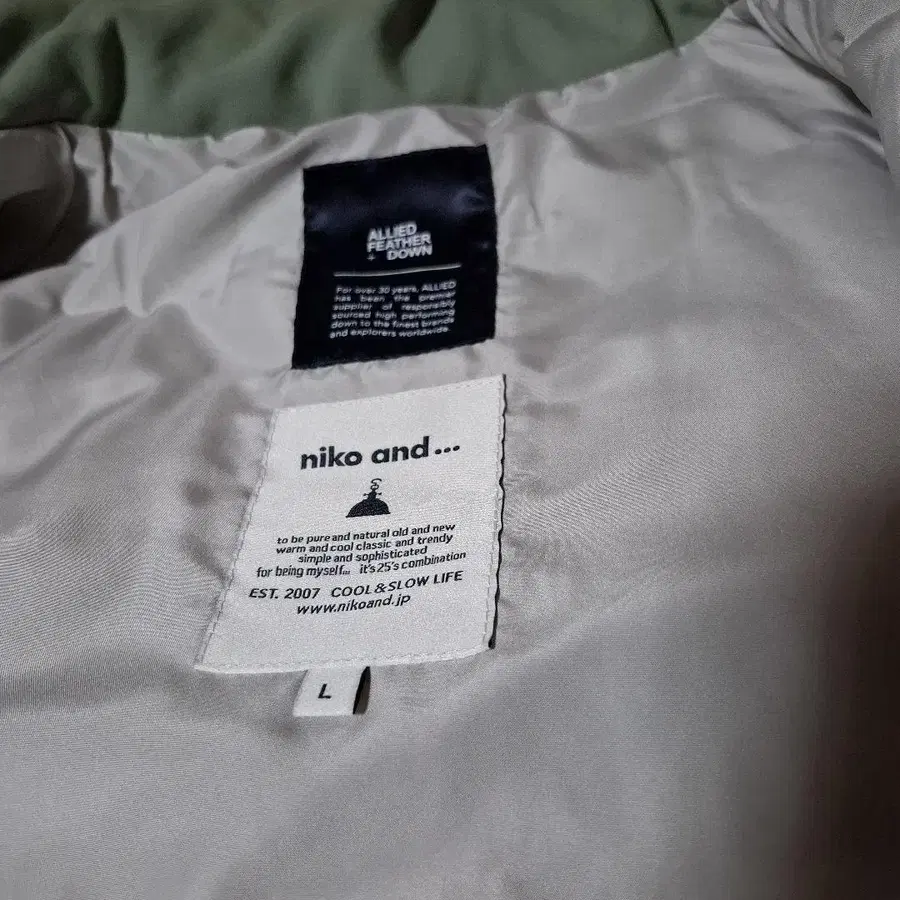 ALLIED
FEATHER
+ DOWN
For over 30 years, ALLIED
has been the premier
supplier of responsibly
sourced high performing
down to the finest brands
and explorers worldwide.
niko and...
to be pure and natural old and new
warm and cool classic and trendy
simple and sophisticated
for being myself... it's 25's combination
EST. 2007 COOL&SLOW LIFE
www.nikoand.jp
L